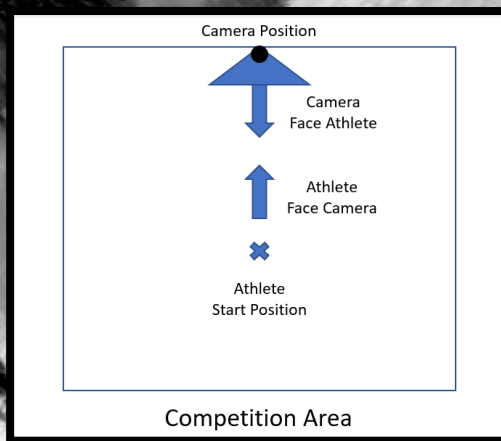 Camera Position
Camera
Face Athlete
Athlete
Face Camera
Athlete
Start Position
Competition Area